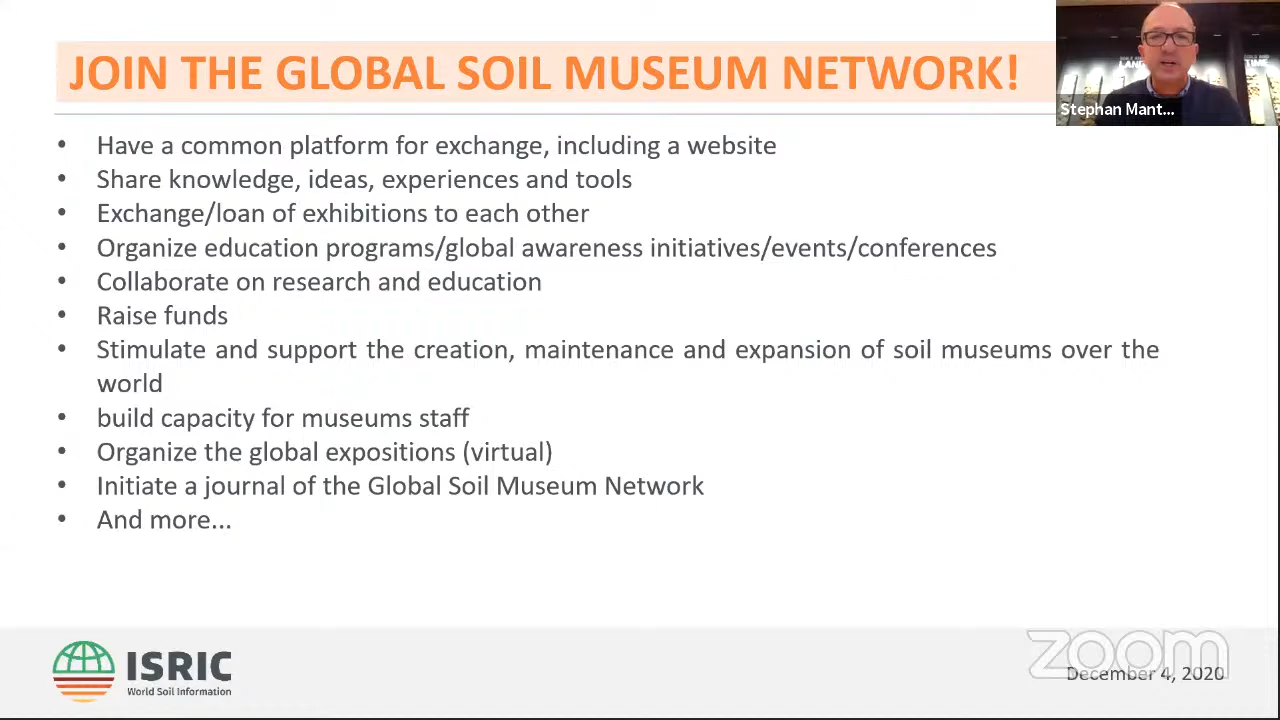 JOIN THE GLOBAL SOIL MUSEUM NETWORK!
Stephan Mant...
• Have a common platform for exchange, including a website
• Share knowledge, ideas, experiences and tools
• Exchange/loan of exhibitions to each other
• Organize education programs/global awareness initiatives/events/conferences
• Collaborate on research and education
• Raise funds
• Stimulate and support the creation, maintenance and expansion of soil museums over the
world
• build capacity for museums staff
• Organize the global expositions (virtual)
• Initiate a journal of the Global Soil Museum Network
• And more...
ISRIC
World Soil Information
zoom
December 4, 2020